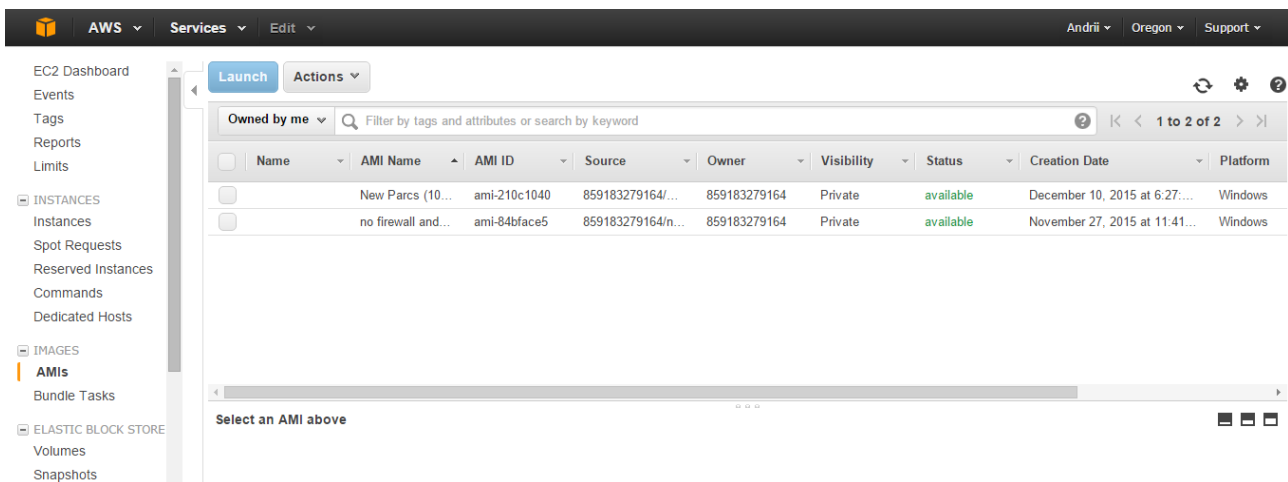 AWS Services Edit Andrii Oregon Support
EC2 Dashboard
Events
Tags
Reports
Limits
INSTANCES
Instances
Spot Requests
Reserved Instances
Commands
Dedicated Hosts
IMAGES
AMIs
Bundle Tasks
ELASTIC BLOCK STORE
Volumes
Snapshots
Launch Actions
Owned by me Filter by tags and attributes or search by keyword 1 to 2 of 2
Name AMI Name AMI ID Source Owner Visibility Status Creation Date Platform
New Parcs (10... ami-210c1040 859183279164/... 859183279164 Private available December 10, 2015 at 6:27:... Windows
no firewall and... ami-84bface5 859183279164/n... 859183279164 Private available November 27, 2015 at 11:41... Windows
Select an AMI above